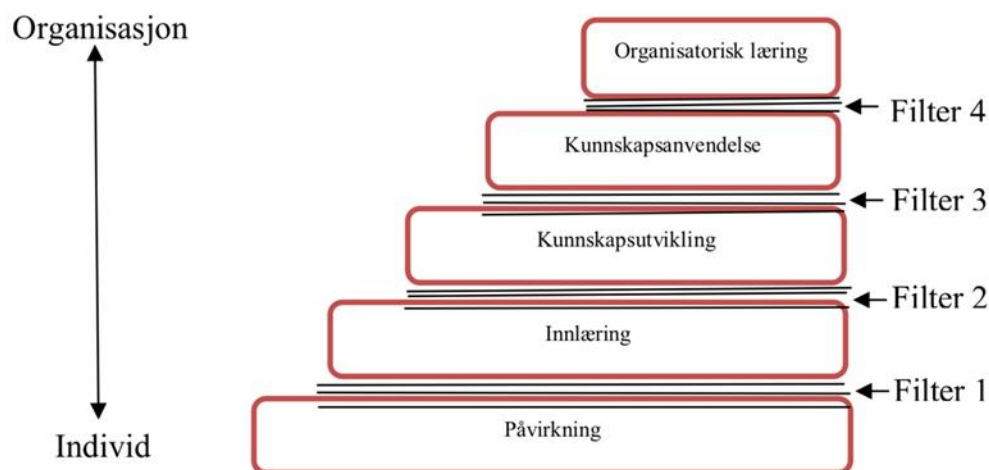 Organisasjon
Organisatorisk læring
Filter 4
Kunnskapsanvendelse
Filter 3
Kunnskapsutvikling
Filter 2
Innlæring
Filter 1
Påvirkning
Individ